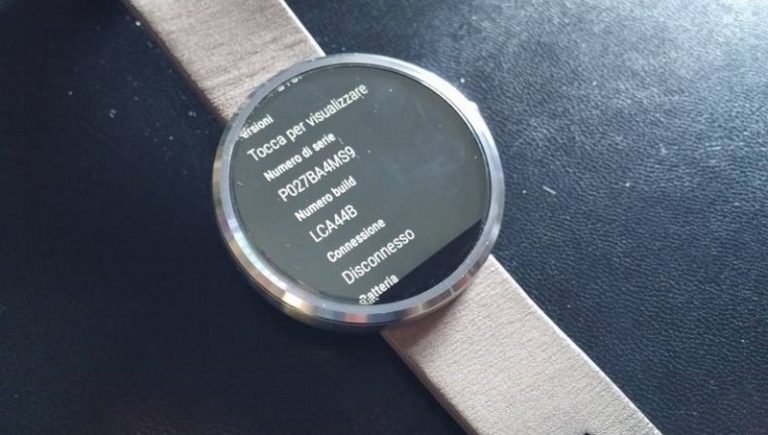 Tocca per visualizzare
Numero di serie
P027BA4MS9
Numero build
LCA44B
Connessione
Disconnesso